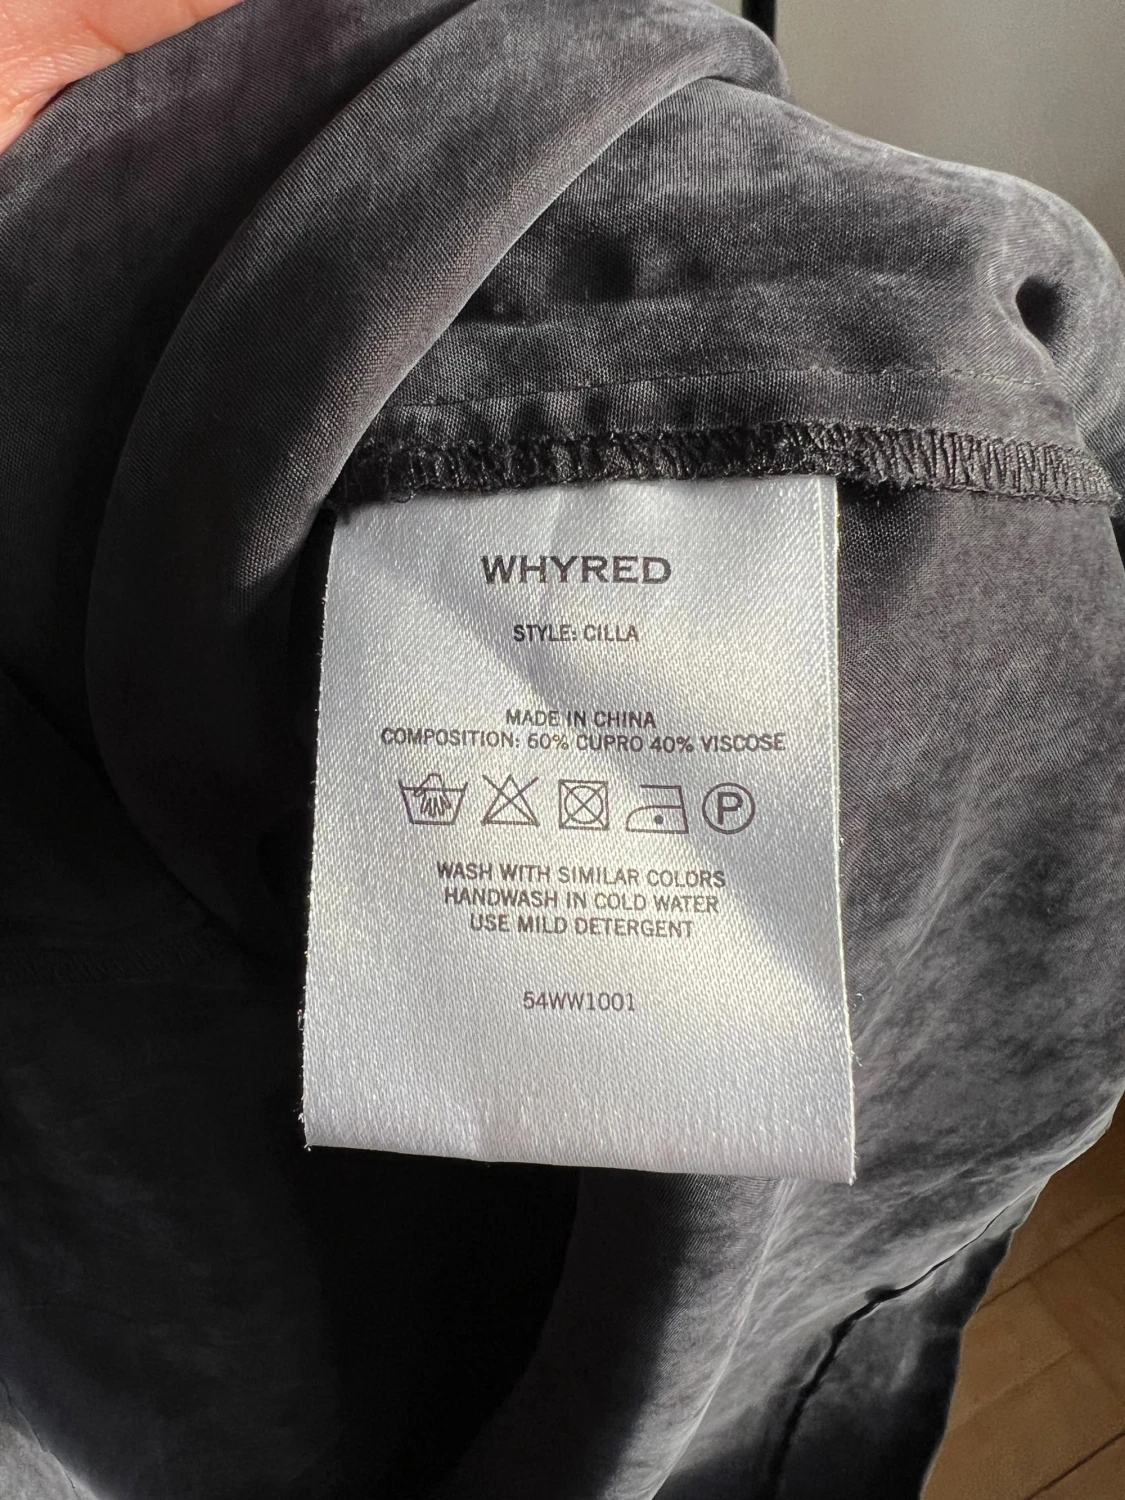 WHYRED
STYLE: CILLA
MADE IN CHINA
COMPOSITION: 60% CUPRO 40% VISCOSE
P
WASH WITH SIMILAR COLORS
HANDWASH IN COLD WATER
USE MILD DETERGENT
54WW1001